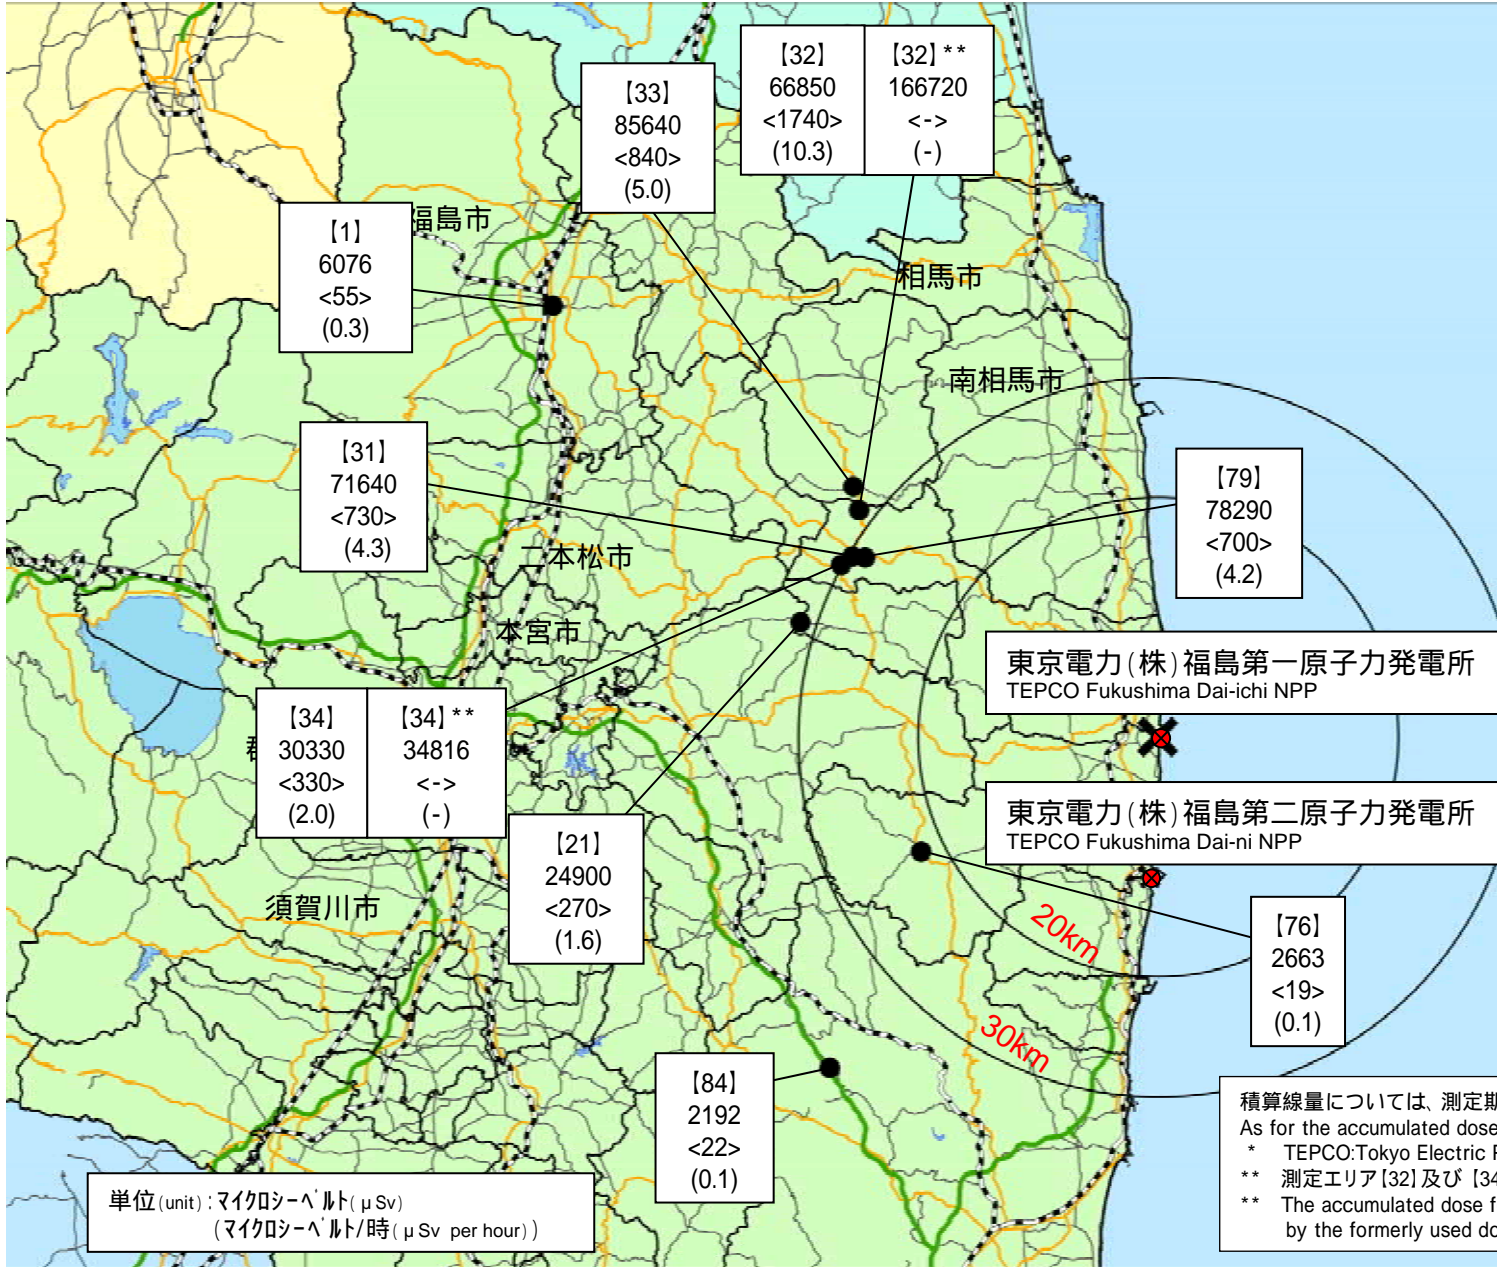 【32】
66850
<1740>
(10.3)
【32】**
166720
<->
(-)
【33】
85640
<840>
(5.0)
【1】
6076
<55>
(0.3)
福島市
相馬市
南相馬市
【31】
71640
<730>
(4.3)
【79】
78290
<700>
(4.2)
二本松市
本宮市
東京電力(株)福島第一原子力発電所
TEPCO Fukushima Dai-ichi NPP
【34】
30330
<330>
(2.0)
【34】**
34816
<->
(-)
東京電力(株)福島第二原子力発電所
TEPCO Fukushima Dai-ni NPP
【21】
24900
<270>
(1.6)
須賀川市
20km
【76】
2663
<19>
(0.1)
30km
【84】
2192
<22>
(0.1)
積算線量については、測定期
As for the accumulated dose
* TEPCO:Tokyo Electric
** 測定エリア【32】及び【34
** The accumulated dose f
by the formerly used do
単位(unit):マイクロシーベルト(μSv)
(マイクロシーベルト/時(μSv per hour))